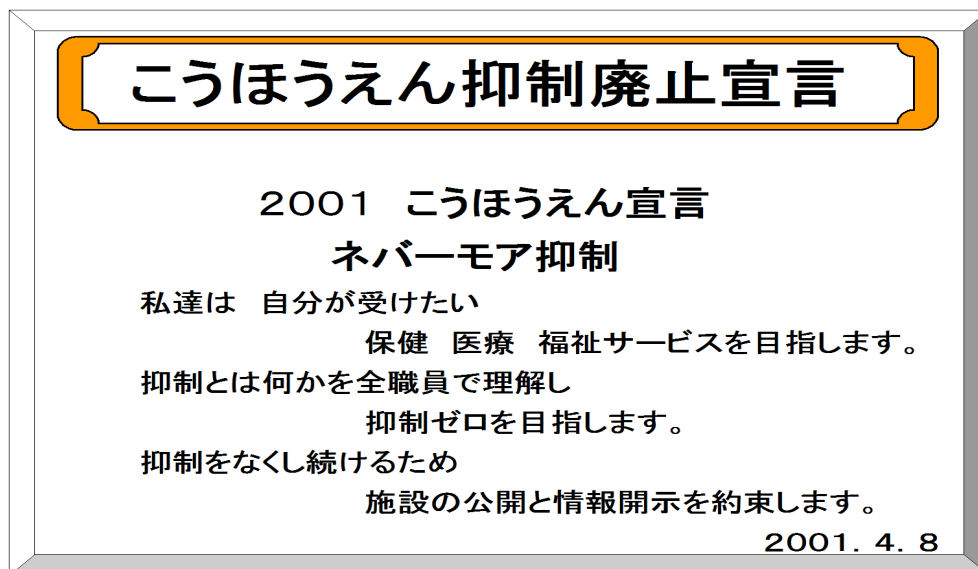 こうほうえん抑制廃止宣言
2001 こうほうえん宣言
ネバーモア抑制
私達は 自分が受けたい
保健 医療 福祉サービスを目指します。
抑制とは何かを全職員で理解し
抑制ゼロを目指します。
抑制をなくし続けるため
施設の公開と情報開示を約束します。
2001. 4. 8